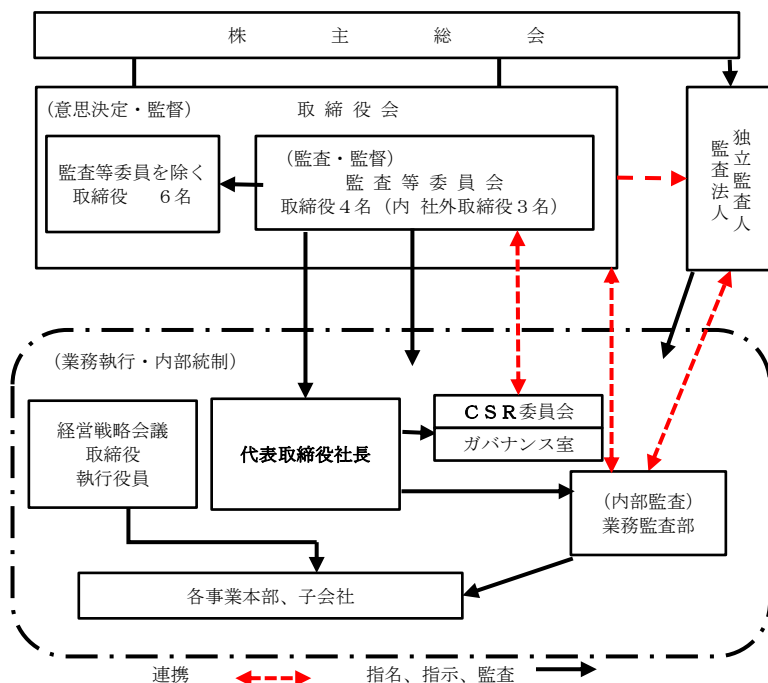 株主総会
(意思決定・監督)
取締役会
監査等委員を除く
取締役 ６名
(監査・監督)
監査等委員会
取締役４名（内 社外取締役３名）
独立監査人
監査法人
(業務執行・内部統制)
経営戦略会議
取締役
執行役員
代表取締役社長
ＣＳＲ委員会
ガバナンス室
（内部監査）
業務監査部
各事業本部、子会社
連携
指名、指示、監査